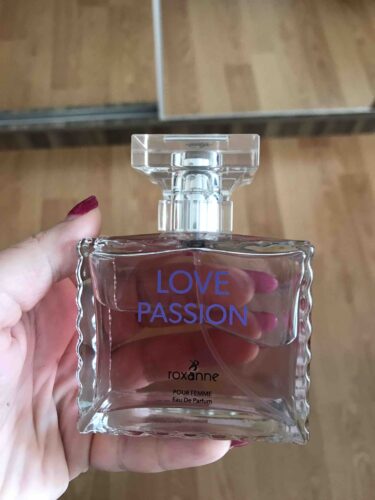 LOVE
PASSION
roxanne
POUR FEMME
Eau De Parfum